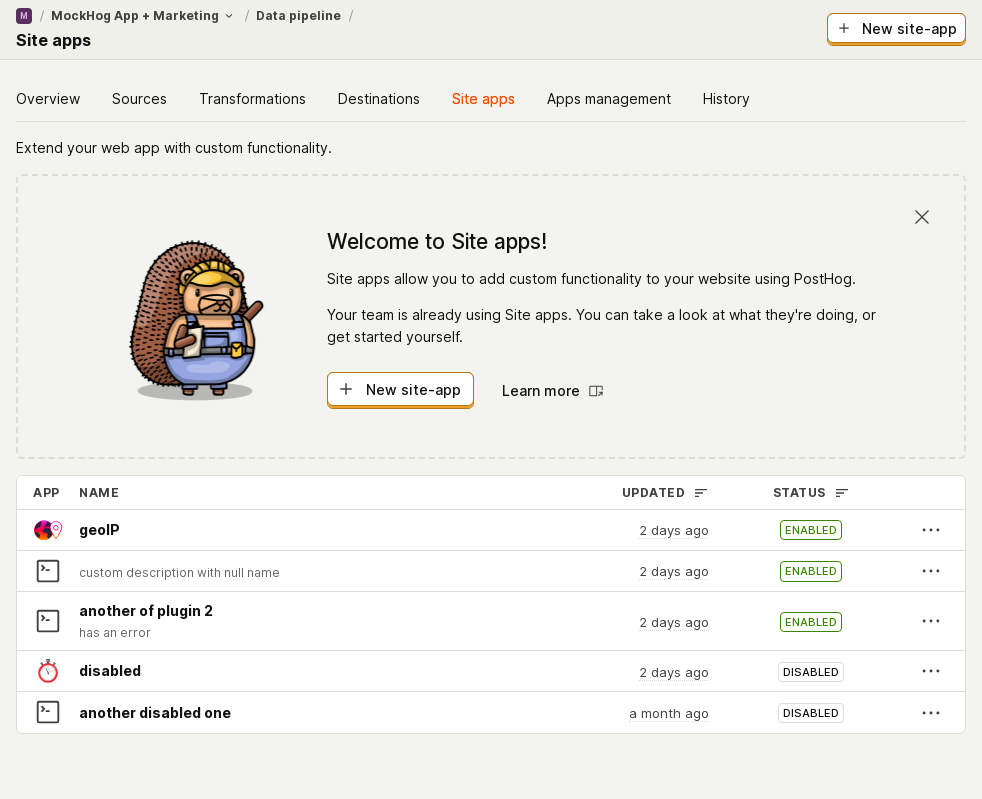 M / MockHog App + Marketing / Data pipeline /
Site apps
New site-app
Overview Sources Transformations Destinations Site apps Apps management History
Extend your web app with custom functionality.
Welcome to Site apps!
Site apps allow you to add custom functionality to your website using PostHog.
Your team is already using Site apps. You can take a look at what they're doing, or
get started yourself.
New site-app Learn more
APP NAME UPDATED STATUS
geoIP 2 days ago ENABLED
custom description with null name 2 days ago ENABLED
another of plugin 2
has an error 2 days ago ENABLED
disabled 2 days ago DISABLED
another disabled one a month ago DISABLED